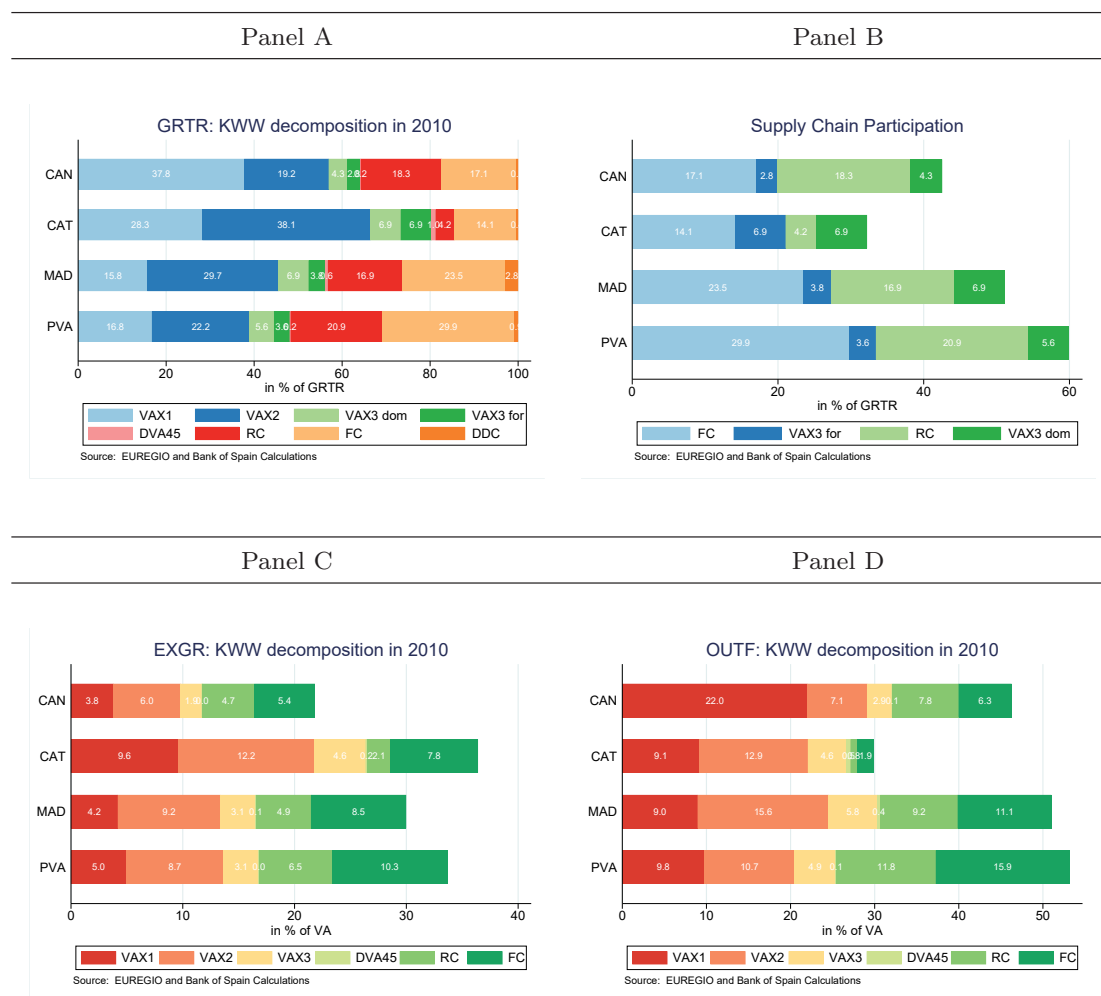 Panel A
Panel B
GRTR: KWW decomposition in 2010
CAN 37.8 19.2 4.3 18.3 17.1
CAT 28.3 38.1 6.9 6.9 4.2 14.1
MAD 15.8 29.7 6.9 16.9 23.5 2.8
PVA 16.8 22.2 5.6 20.9 29.9
0 20 40 60 80 100
in % of GRTR
VAX1 VAX2 VAX3 dom VAX3 for
DVA45 RC FC DDC
Source: EUREGIO and Bank of Spain Calculations
Supply Chain Participation
CAN 17.1 2.8 18.3 4.3
CAT 14.1 6.9 4.2 6.9
MAD 23.5 3.8 16.9 6.9
PVA 29.9 3.6 20.9 5.6
0 20 40 60
in % of GRTR
FC VAX3 for RC VAX3 dom
Source: EUREGIO and Bank of Spain Calculations
Panel C
Panel D
EXGR: KWW decomposition in 2010
CAN 3.8 6.0 4.7 5.4
CAT 9.6 12.2 4.6 7.8
MAD 4.2 9.2 3.1 0.1 4.9 8.5
PVA 5.0 8.7 3.1 0.0 6.5 10.3
0 10 20 30 40
in % of VA
VAX1 VAX2 VAX3 DVA45 RC FC
Source: EUREGIO and Bank of Spain Calculations
OUTF: KWW decomposition in 2010
CAN 22.0 7.1 7.8 6.3
CAT 9.1 12.9 4.6 1.9
MAD 9.0 15.6 5.8 0.4 9.2 11.1
PVA 9.8 10.7 4.9 0.1 11.8 15.9
0 10 20 30 40 50
in % of VA
VAX1 VAX2 VAX3 DVA45 RC FC
Source: EUREGIO and Bank of Spain Calculations